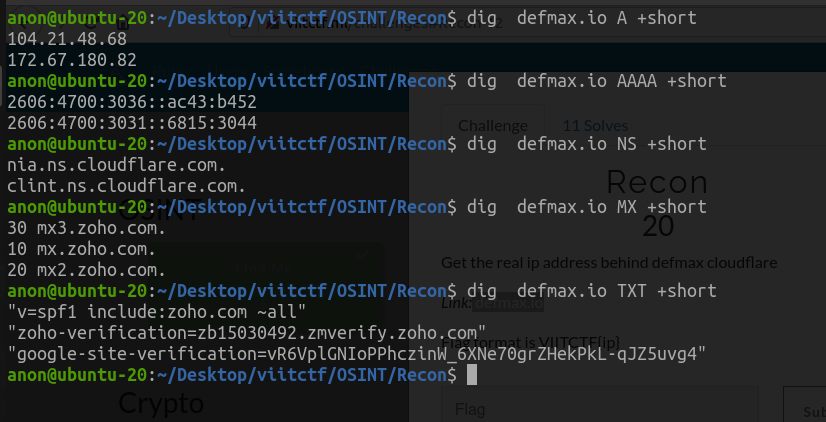 anon@ubuntu-20:~/Desktop/viitctf/OSINT/Recon$ dig  defmax.io A +short
104.21.48.68
172.67.180.82
anon@ubuntu-20:~/Desktop/viitctf/OSINT/Recon$ dig  defmax.io AAAA +short
2606:4700:3036::ac43:b452
2606:4700:3031::6815:3044
Challenge
11 Solves
anon@ubuntu-20:~/Desktop/viitctf/OSINT/Recon$ dig  defmax.io NS +short
nia.ns.cloudflare.com.
clint.ns.cloudflare.com.
Recon
anon@ubuntu-20:~/Desktop/viitctf/OSINT/Recon$ dig  defmax.io MX +short
OSINT
20
30 mx3.zoho.com.
10 mx.zoho.com.
20 mx2.zoho.com.
Get the real ip address behind defmax cloudflare
anon@ubuntu-20:~/Desktop/viitctf/OSINT/Recon$ dig  defmax.io TXT +short
Link: defmax.io
"v=spf1 include:zoho.com ~all"
"zoho-verification=zb15030492.zmverify.zoho.com"
Flag format is VIITCTF{ip}
"google-site-verification=vR6VplGNIoPPhczinW_6XNe70grZHekPkL-qJZ5uvg4"
anon@ubuntu-20:~/Desktop/viitctf/OSINT/Recon$
Crypto
Flag
Sub